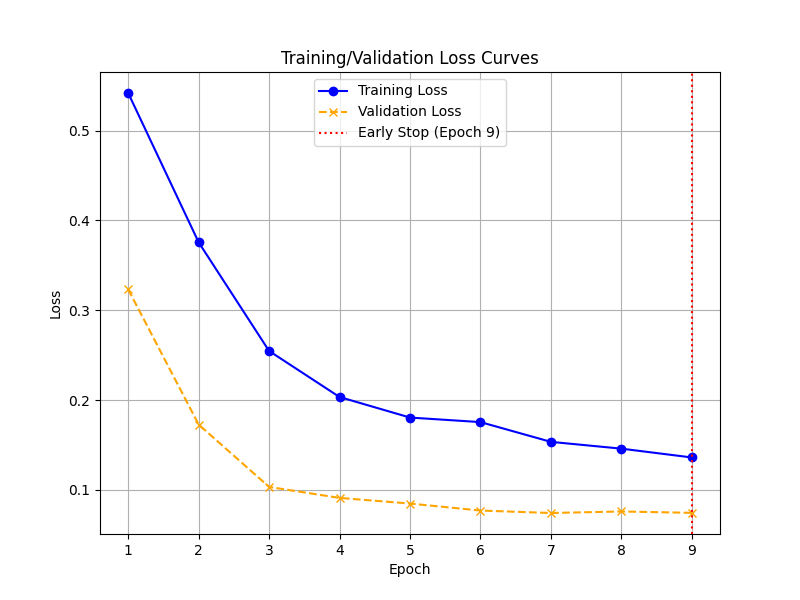 Training/Validation Loss Curves
Training Loss
Validation Loss
Early Stop (Epoch 9)
Loss
0.5
0.4
0.3
0.2
0.1
1 2 3 4 5 6 7 8 9
Epoch